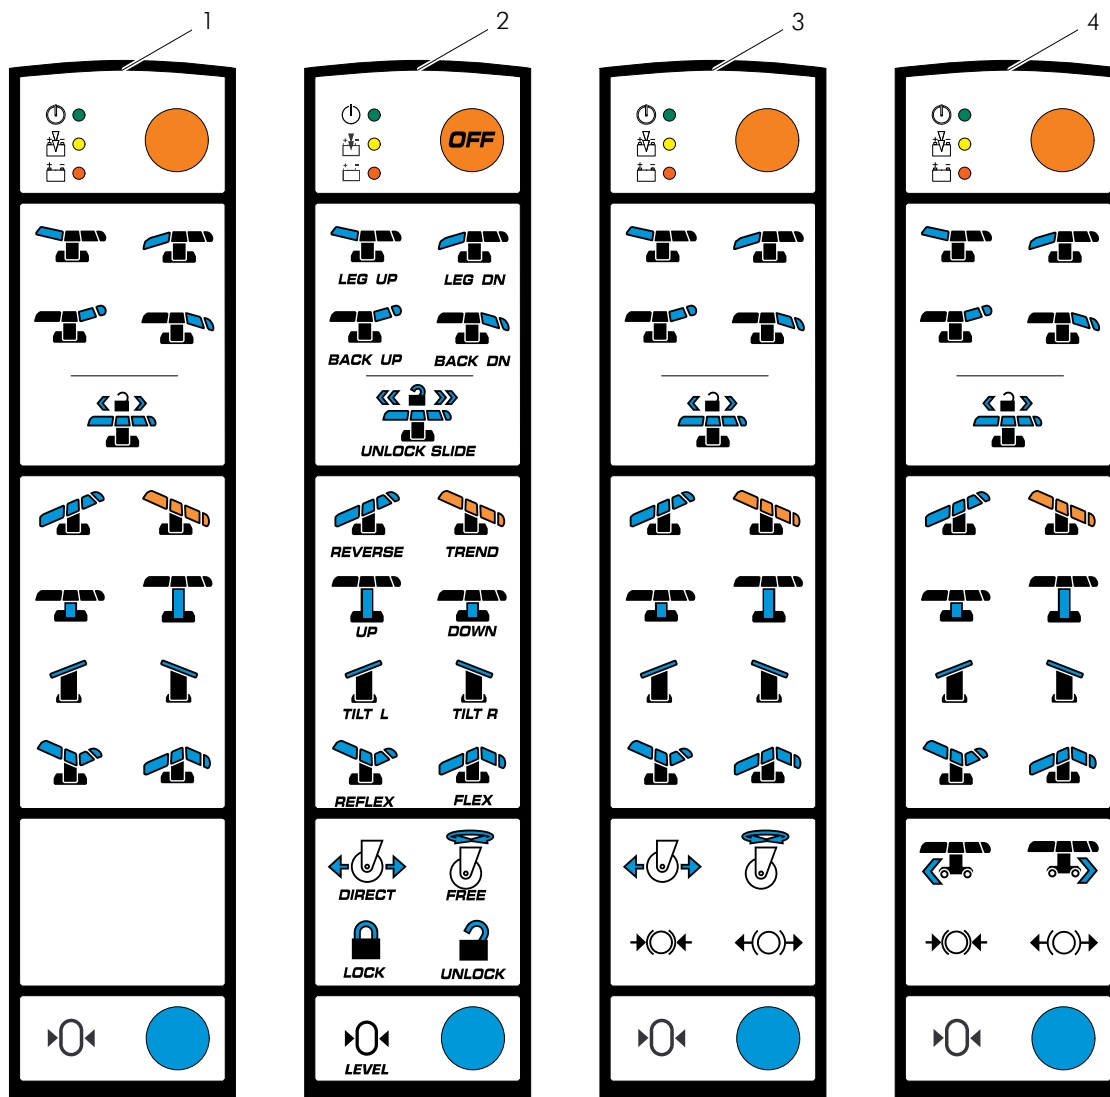 1 2 3 4
OFF
LEG UP LEG DN
BACK UP BACK DN
UNLOCK SLIDE
REVERSE TREND
UP DOWN
TILT L TILT R
REFLEX FLEX
DIRECT FREE
LOCK UNLOCK
LEVEL